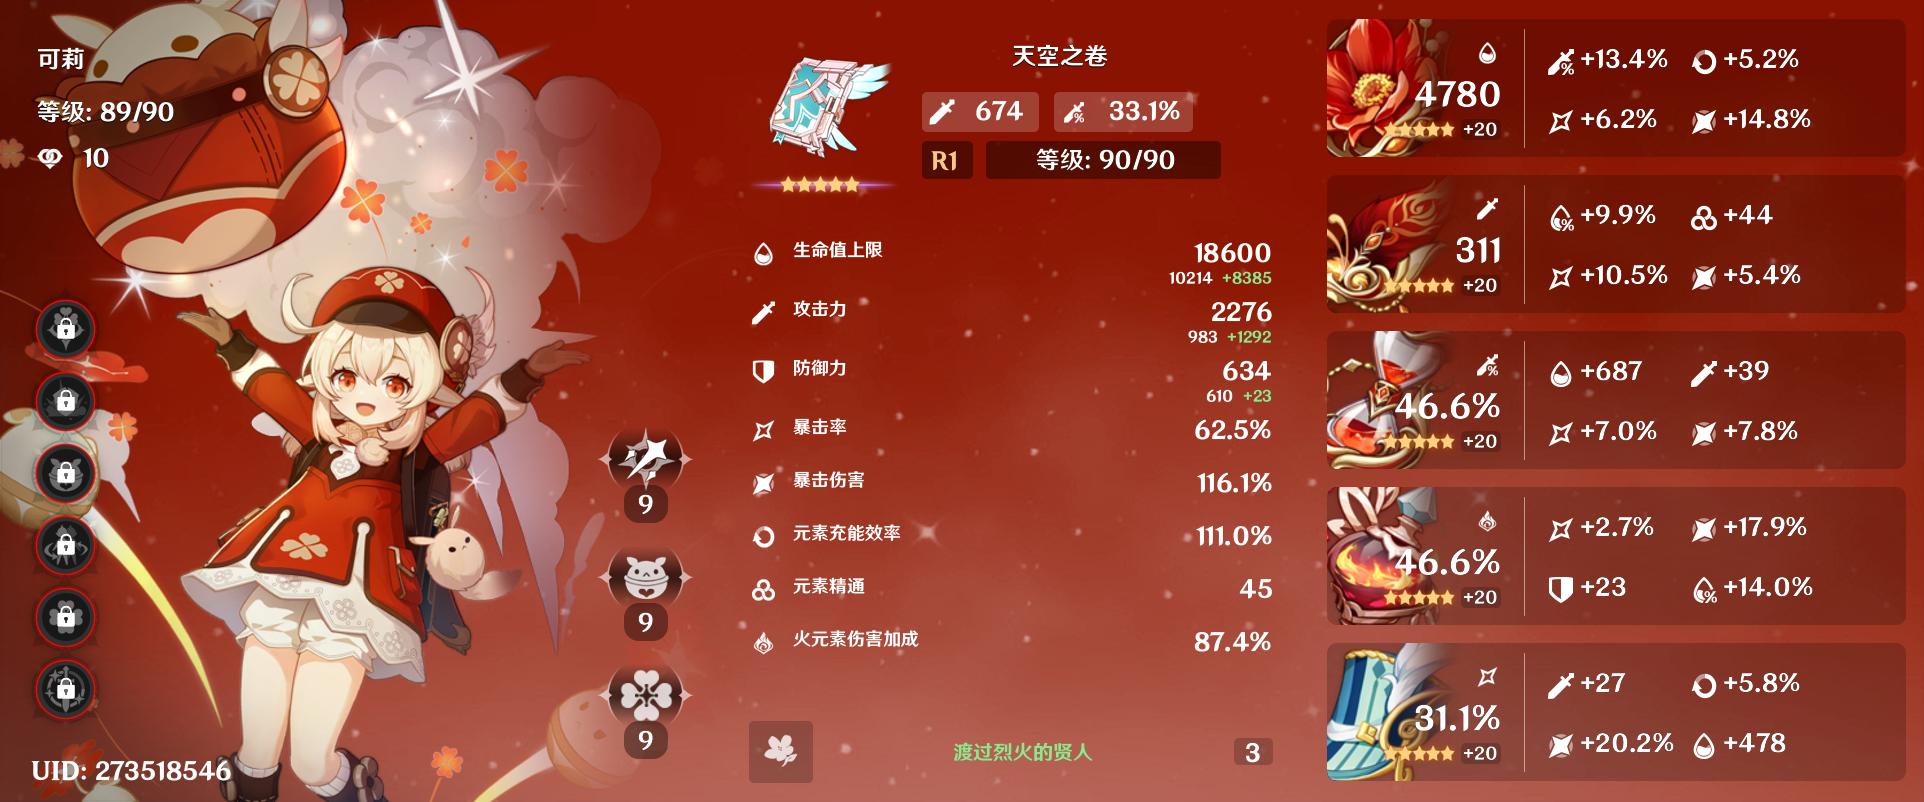 可莉
等级: 89/90
10
9
9
9
UID: 273518546
天空之卷
674 33.1%
R1 等级: 90/90
生命值上限 18600
10214 +8385
攻击力 2276
983 +1292
防御力 634
610 +23
暴击率 62.5%
暴击伤害 116.1%
元素充能效率 111.0%
元素精通 45
火元素伤害加成 87.4%
渡过烈火的贤人 3
4780
+20
+13.4% +5.2%
+6.2% +14.8%
311
+20
+9.9% +44
+10.5% +5.4%
46.6%
+20
+687 +39
+7.0% +7.8%
46.6%
+20
+2.7% +17.9%
+23 +14.0%
31.1%
+20
+27 +5.8%
+20.2% +478